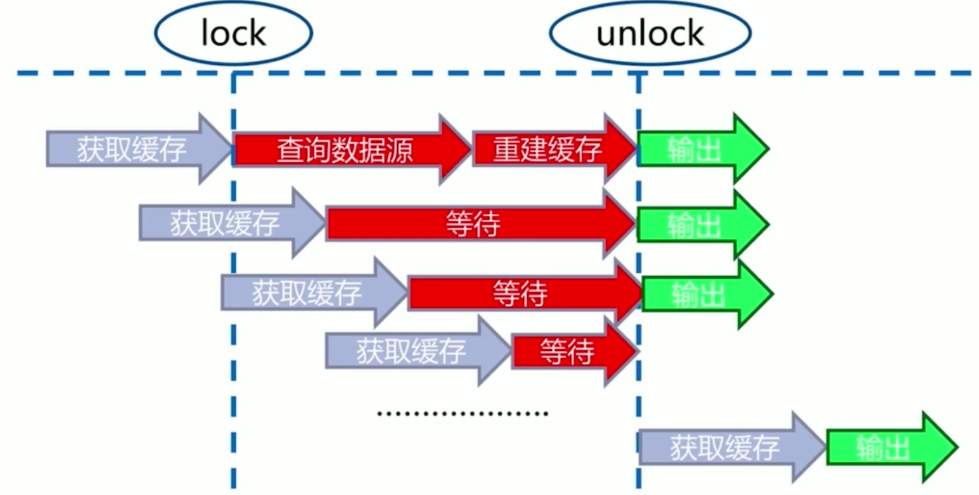 lock unlock
获取缓存 查询数据源 重建缓存 输出
获取缓存 等待 输出
获取缓存 等待 输出
获取缓存 等待
...................
获取缓存 输出